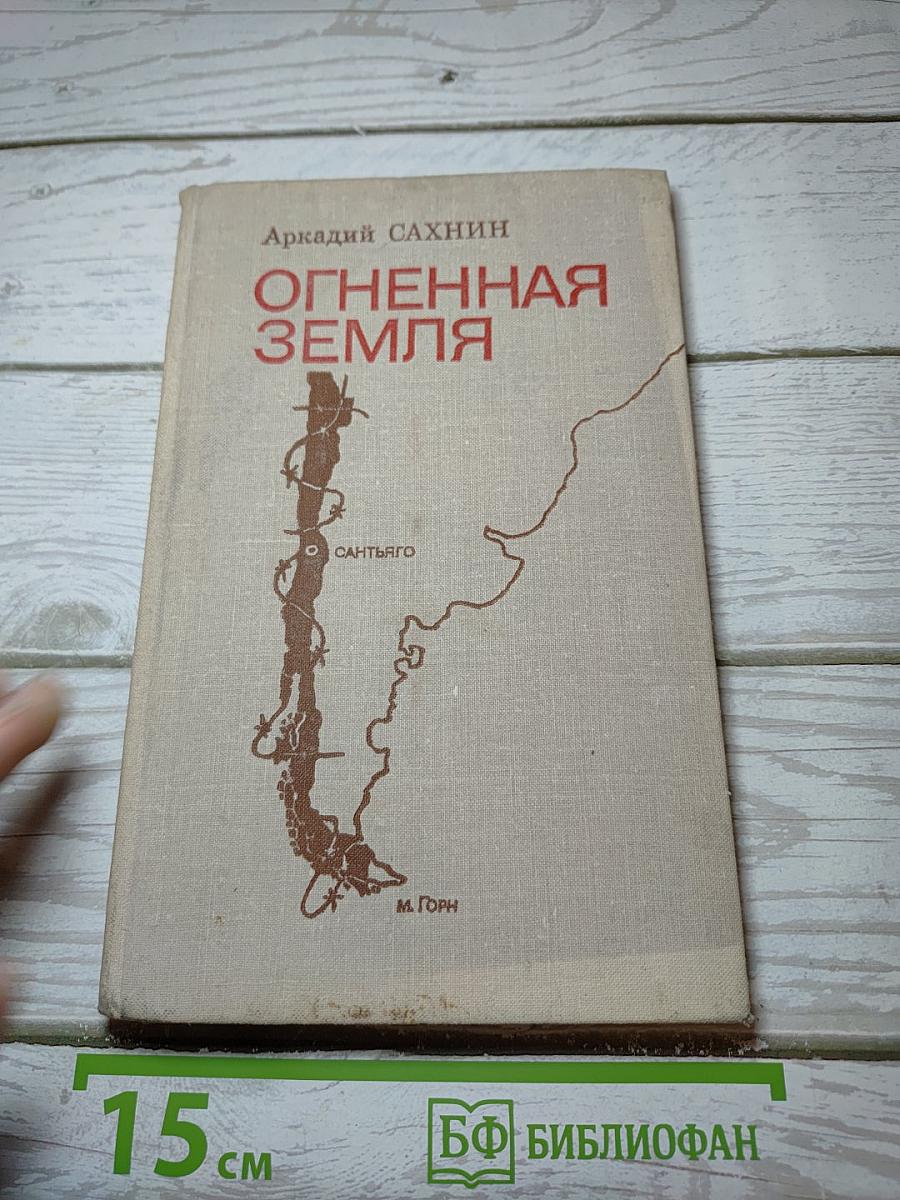 Аркадий САХНИН
ОГНЕННАЯ
ЗЕМЛЯ
САНТЬЯГО
М. ГОРН
15 см
БФ БИБЛИОФАН